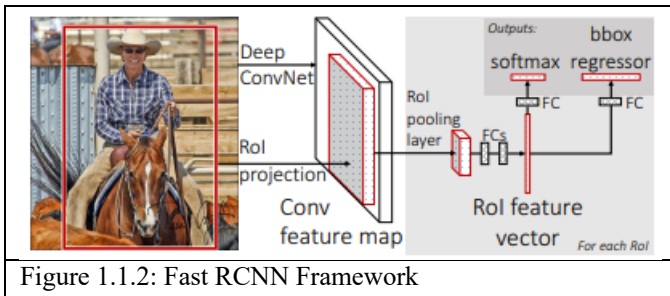 Deep
ConvNet
RoI
projection
Conv
feature map
RoI
pooling
layer
FCs
RoI feature
vector
For each RoI
Outputs:
softmax
bbox
regressor
FC
FC
Figure 1.1.2: Fast RCNN Framework